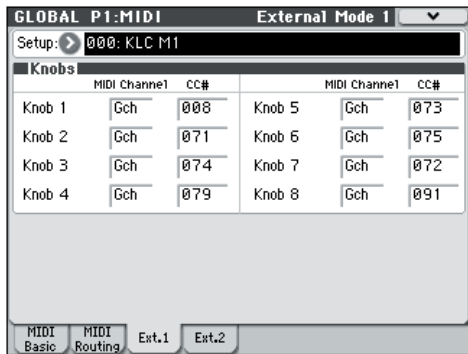 GLOBAL P1:MIDI External Mode 1
Setup: 000: KLC M1
Knobs
MIDI Channel CC# MIDI Channel CC#
Knob 1 Gch 008 Knob 5 Gch 073
Knob 2 Gch 071 Knob 6 Gch 075
Knob 3 Gch 074 Knob 7 Gch 072
Knob 4 Gch 079 Knob 8 Gch 091
MIDI Basic MIDI Routing Ext.1 Ext.2